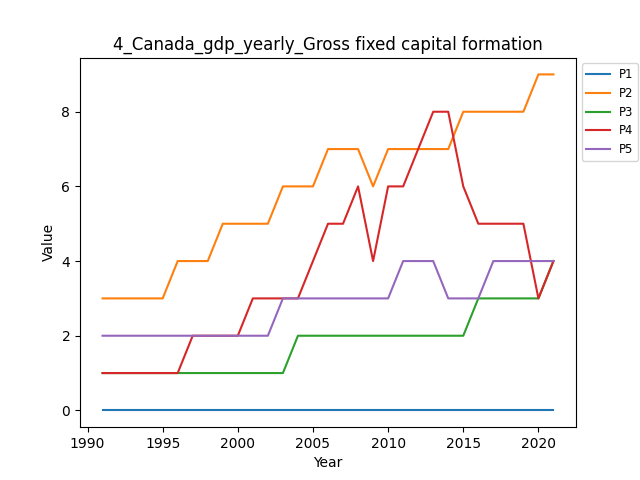 4_Canada_gdp_yearly_Gross fixed capital formation
P1
P2
P3
P4
P5
8
6
4
2
0
Value
1990 1995 2000 2005 2010 2015 2020
Year